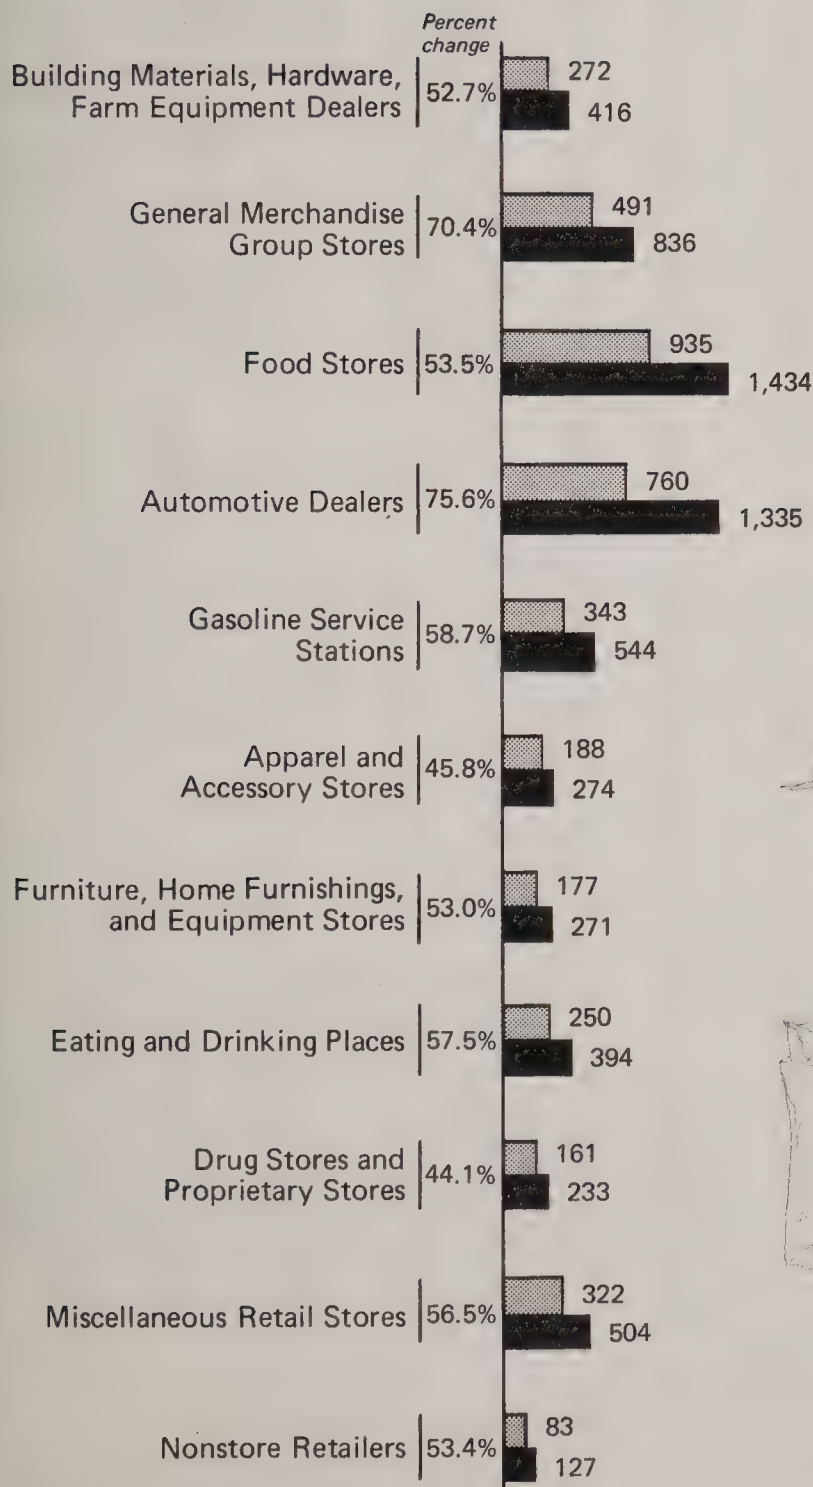 Percent
change
Building Materials, Hardware,
Farm Equipment Dealers
52.7%
272
416
General Merchandise
Group Stores
70.4%
491
836
Food Stores
53.5%
935
1,434
Automotive Dealers
75.6%
760
1,335
Gasoline Service
Stations
58.7%
343
544
Apparel and
Accessory Stores
45.8%
188
274
Furniture, Home Furnishings,
and Equipment Stores
53.0%
177
271
Eating and Drinking Places
57.5%
250
394
Drug Stores and
Proprietary Stores
44.1%
161
233
Miscellaneous Retail Stores
56.5%
322
504
Nonstore Retailers
53.4%
83
127